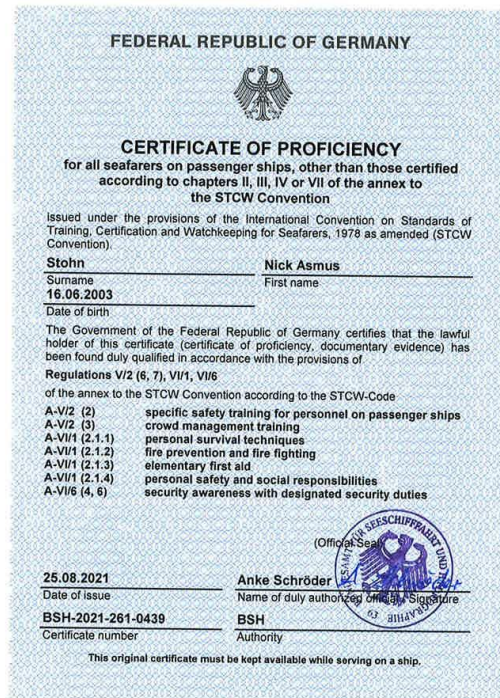 FEDERAL REPUBLIC OF GERMANY
CERTIFICATE OF PROFICIENCY
for all seafarers on passenger ships, other than those certified
according to chapters II, III, IV or VII of the annex to
the STCW Convention
Issued under the provisions of the International Convention on Standards of
Training, Certification and Watchkeeping for Seafarers, 1978 as amended (STCW
Convention).
Stohn Nick Asmus
Surname First name
16.06.2003
Date of birth
The Government of the Federal Republic of Germany certifies that the lawful
holder of this certificate (certificate of proficiency, documentary evidence) has
been found duly qualified in accordance with the provisions of
Regulations V/2 (6, 7), VI/1, VI/6
of the annex to the STCW Convention according to the STCW-Code
A-V/2 (2) specific safety training for personnel on passenger ships
A-V/2 (3) crowd management training
A-VI/1 (2.1.1) personal survival techniques
A-VI/1 (2.1.2) fire prevention and fire fighting
A-VI/1 (2.1.3) elementary first aid
A-VI/1 (2.1.4) personal safety and social responsibilities
A-VI/6 (4, 6) security awareness with designated security duties
(Official Seal)
SEESCHIFFFAHRT UND
25.08.2021 Anke Schröder
Date of issue Name of duly authorized official / Signature
BSH-2021-261-0439 BSH
Certificate number Authority
This original certificate must be kept available while serving on a ship.